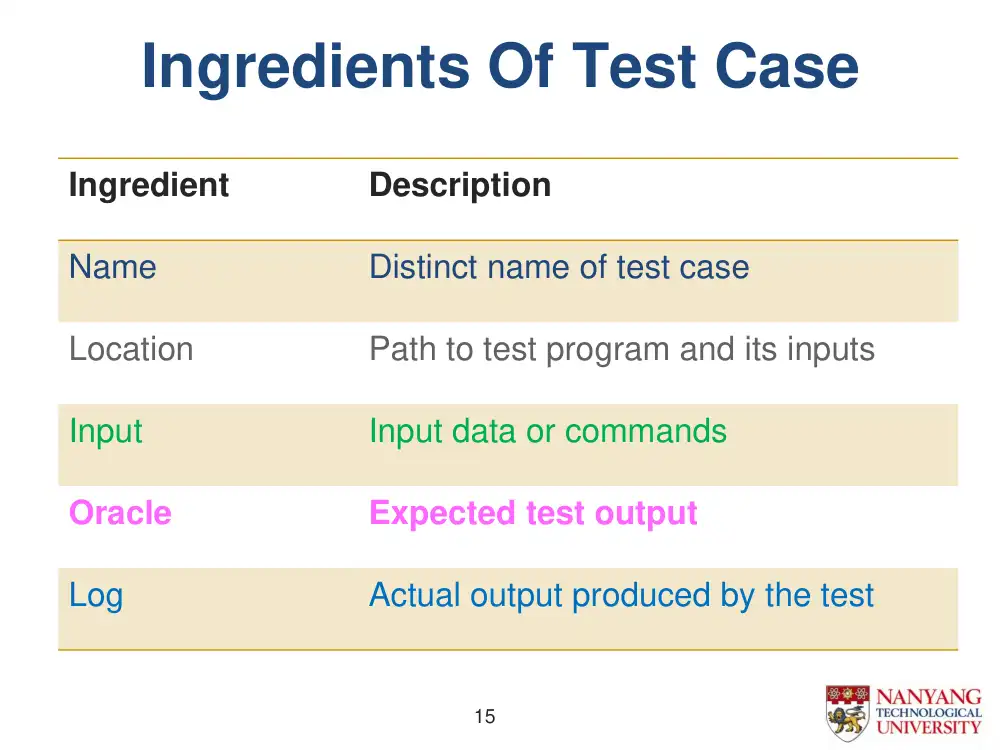 Ingredients Of Test Case
Ingredient Description
Name Distinct name of test case
Location Path to test program and its inputs
Input Input data or commands
Oracle Expected test output
Log Actual output produced by the test
15
NANYANG
TECHNOLOGICAL
UNIVERSITY